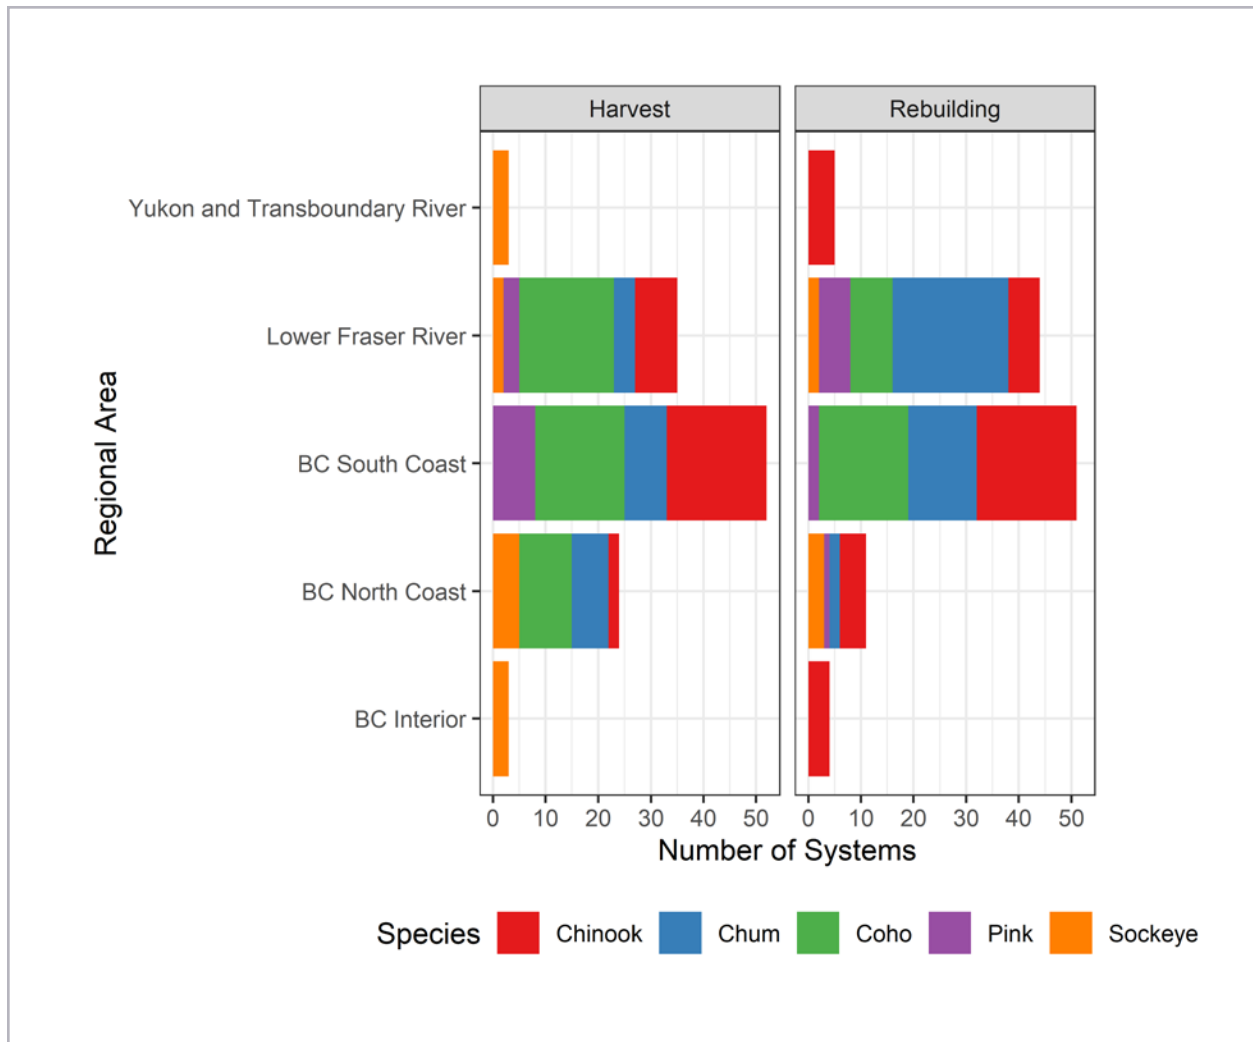 Harvest
Rebuilding
Yukon and Transboundary River
Lower Fraser River
BC South Coast
BC North Coast
BC Interior
Regional Area
0 10 20 30 40 50
0 10 20 30 40 50
Number of Systems
Species Chinook Chum Coho Pink Sockeye